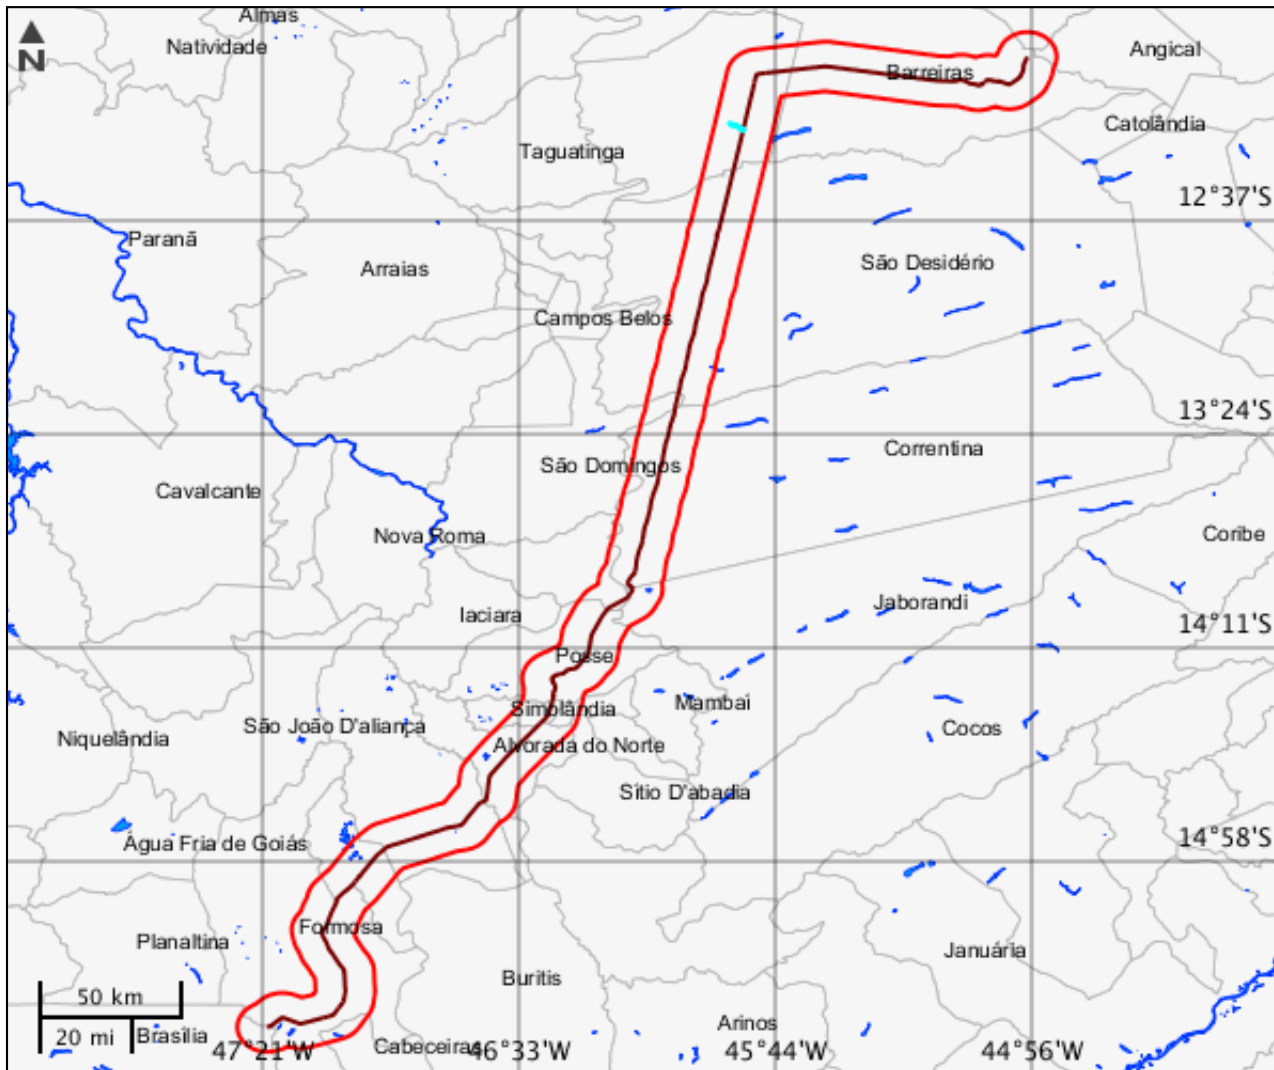 Almas
N
Natividade
Barreiras
Angical
Catolândia
Taguatinga
12°37'S
Paranã
Arraias
São Desidério
Campos Belos
13°24'S
Correntina
São Domingos
Cavalcante
Nova Roma
Coribe
Jaborandi
Iaciara
14°11'S
Posse
Simolândia
Mambaí
São João D'aliança
Cocos
Niquelândia
Alvorada do Norte
Sítio D'abadia
14°58'S
Água Fria de Goiás
Formosa
Planaltina
Januária
Buritis
50 km
20 mi
Brasília
Arinos
Cabeceiras
47°21'W
46°33'W
45°44'W
44°56'W